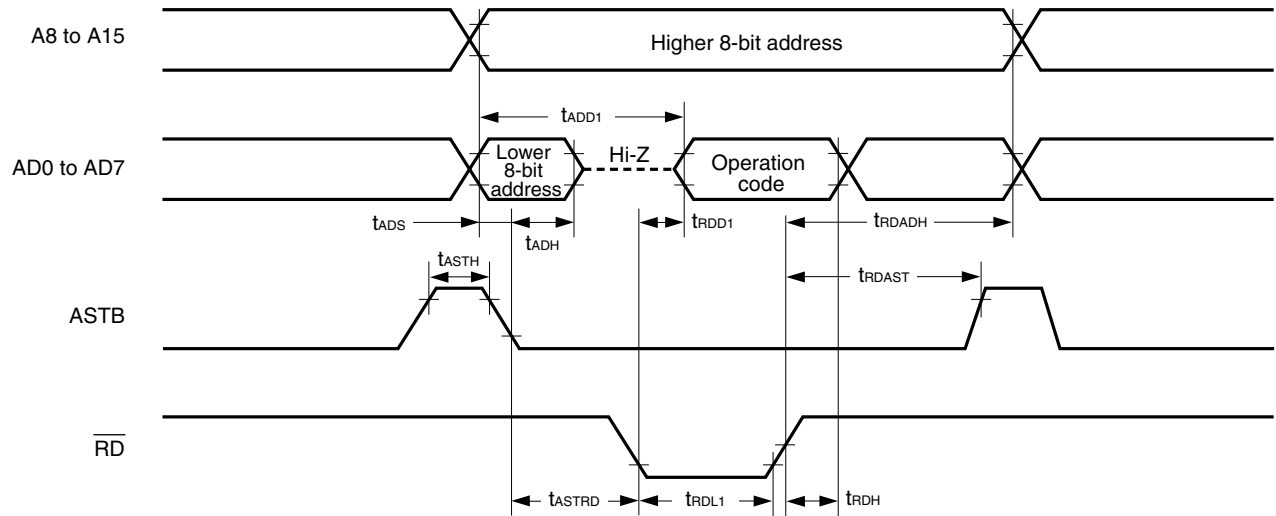 A8 to A15
Higher 8-bit address
tADD1
AD0 to AD7
Lower
8-bit
address
Hi-Z
Operation
code
tADS
tADH
tRDD1
tRDADH
tASTH
tRDAST
ASTB
RD
tASTRD
tRDL1
tRDH